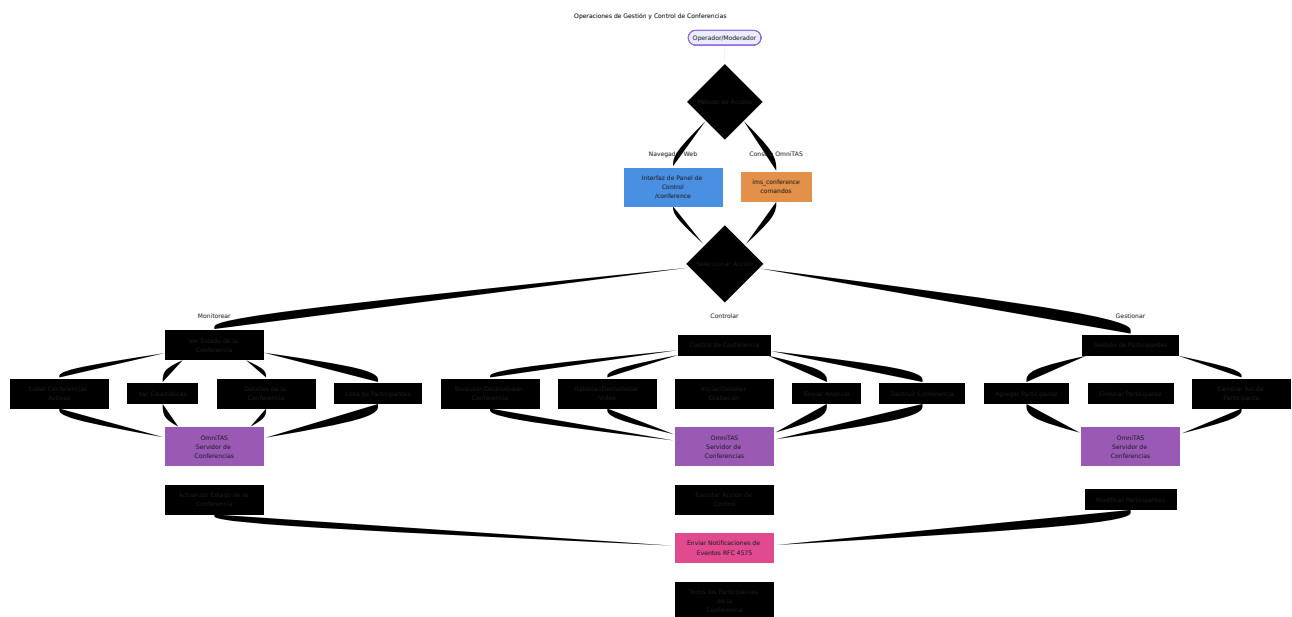 Operaciones de Gestión y Control de Conferencias
Operador/Moderador
Método de Acceso
Navegador Web
Consola OmniTAS
Interfaz de Panel de
Control
/conference
ims_conference
comandos
Seleccionar Acción
Monitorear
Controlar
Gestionar
Ver Estado de la
Conferencia
Control de Conferencia
Gestión de Participantes
Listar Conferencias
Activas
Ver Estadísticas
Detalles de la
Conferencia
Lista de Participantes
Bloquear/Desbloquear
Conferencia
Habilitar/Deshabilitar
Video
Iniciar/Detener
Grabación
Enviar Anuncio
Destruir Conferencia
Agregar Participante
Eliminar Participante
Cambiar Rol de
Participante
OmniTAS
Servidor de
Conferencias
OmniTAS
Servidor de
Conferencias
OmniTAS
Servidor de
Conferencias
Actualizar Estado de la
Conferencia
Ejecutar Acción de
Control
Modificar Participantes
Enviar Notificaciones de
Eventos RFC 4575
Todos los Participantes
de la
Conferencia